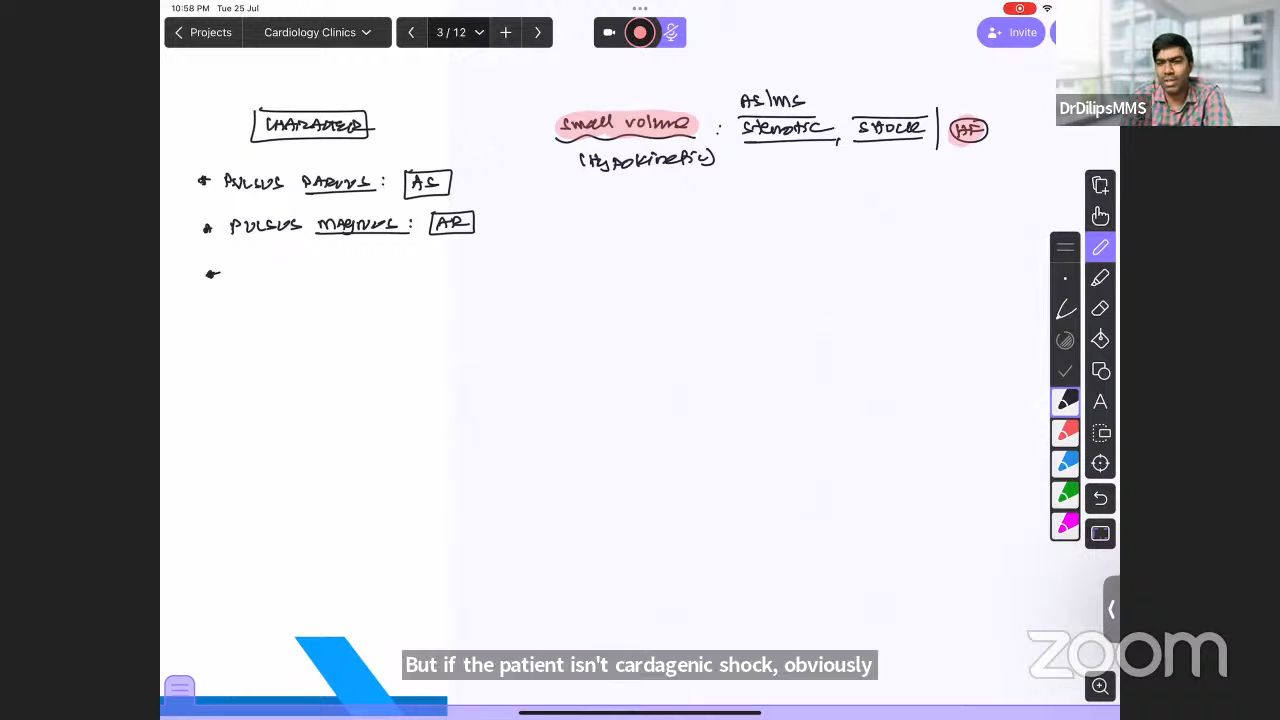 10:58 PM Tue 25 Jul
Projects Cardiology Clinics 3 / 12 Invite
DrDilipsMMS
CHARACTER
small volume : stenotic, SHOCK | HF
AS/MS
(Hypokinetic)
* PULSUS PARVUS : AS
* PULSUS MAGNUS : AR
*
A
But if the patient isn't cardagenic shock, obviously
zoom